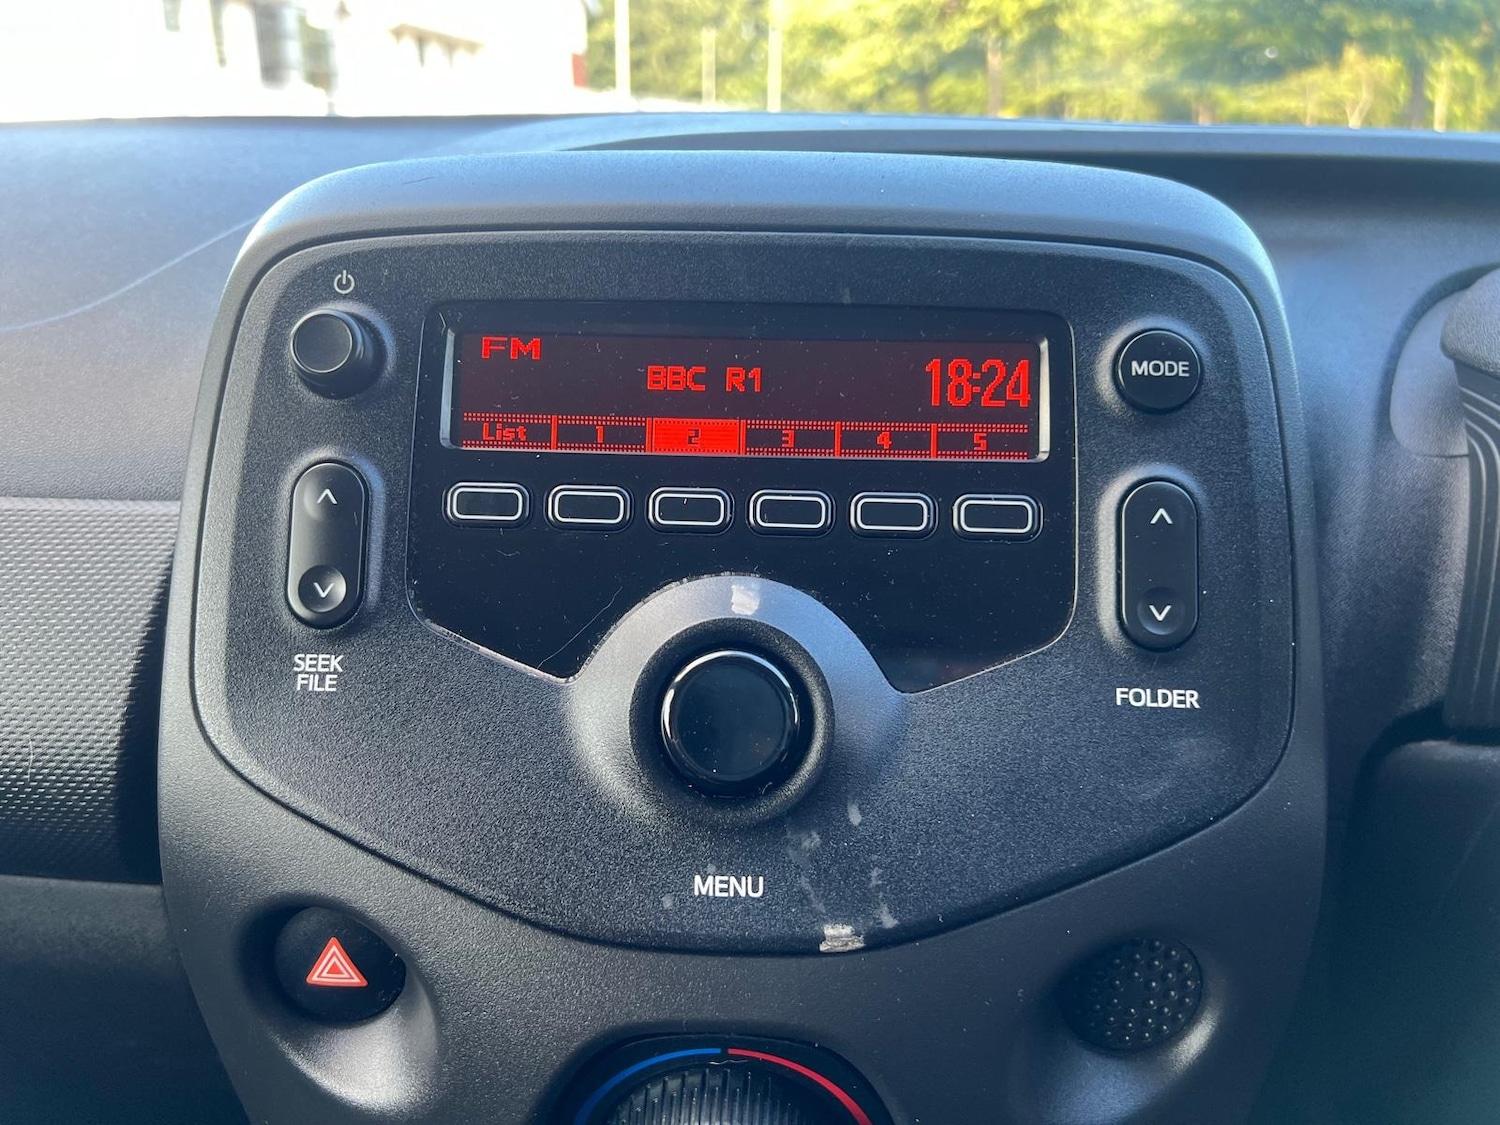 FM
BBC R1
18:24
List 1 2 3 4 5
MODE
SEEK
FILE
FOLDER
MENU